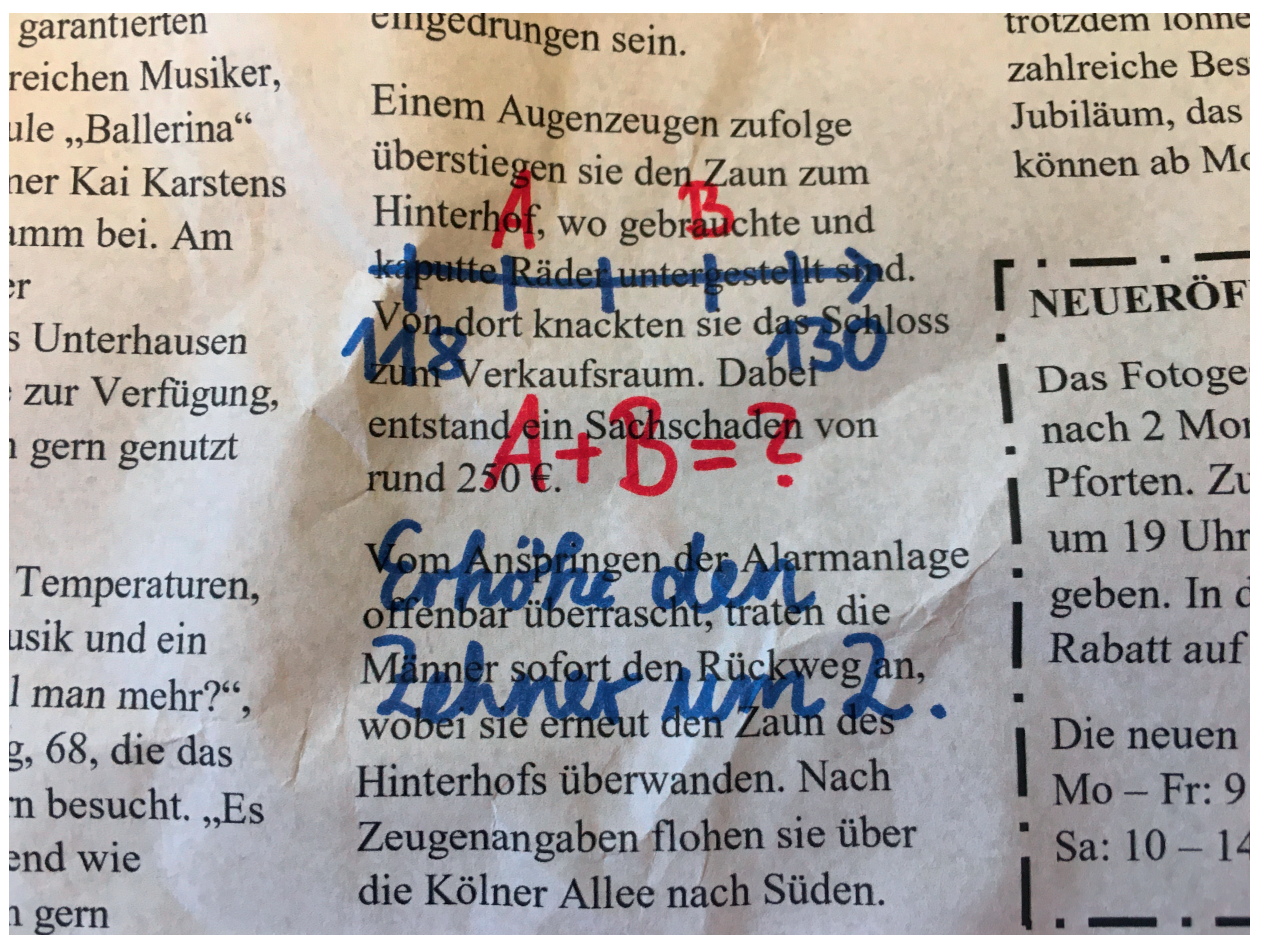 garantierten
reichen Musiker,
ule „Ballerina“
ner Kai Karstens
amm bei. Am
er
s Unterhausen
zur Verfügung,
n gern genutzt
Temperaturen,
usik und ein
l man mehr?“,
g, 68, die das
rn besucht. „Es
end wie
n gern
eingedrungen sein.
Einem Augenzeugen zufolge
überstiegen sie den Zaun zum
Hinterhof, wo gebrauchte und
kaputte Räder untergestellt sind.
Von dort knackten sie das Schloss
zum Verkaufsraum. Dabei
entstand ein Sachschaden von
rund 250 €.
Vom Anspringen der Alarmanlage
offenbar überrascht, traten die
Männer sofort den Rückweg an,
wobei sie erneut den Zaun des
Hinterhofs überwanden. Nach
Zeugenangaben flohen sie über
die Kölner Allee nach Süden.
A B
118 130
A+B=?
Erhöhe den
Zehner um 2.
trotzdem lohne
zahlreiche Bes
Jubiläum, das
können ab Mo
NEUERÖF
Das Fotoge
nach 2 Mon
Pforten. Zu
um 19 Uhr
geben. In d
Rabatt auf
Die neuen
Mo – Fr: 9
Sa: 10 – 14